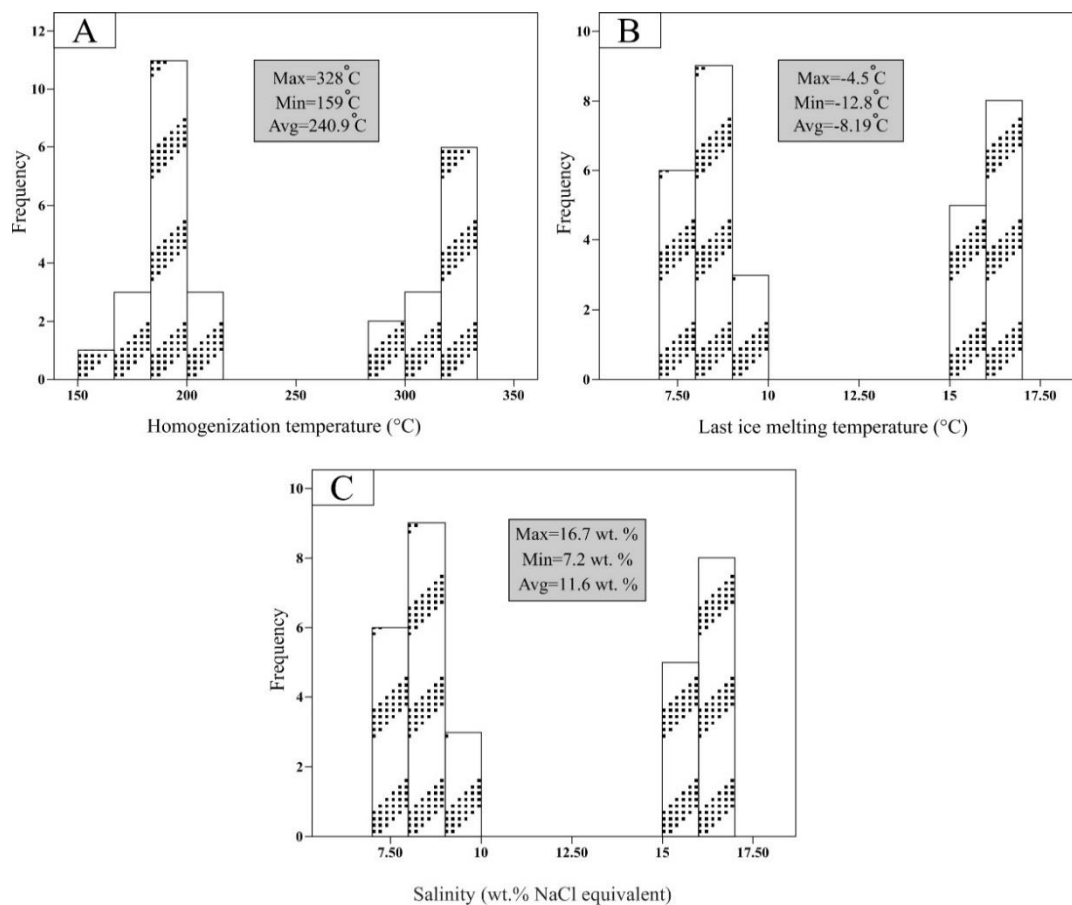 A
12
10
8
6
4
2
0
Frequency
Max=328°C
Min=159°C
Avg=240.9°C
150
200
250
300
350
Homogenization temperature (°C)
B
10
8
6
4
2
0
Frequency
Max=-4.5°C
Min=-12.8°C
Avg=-8.19°C
7.50
10
12.50
15
17.50
Last ice melting temperature (°C)
C
10
8
6
4
2
0
Frequency
Max=16.7 wt. %
Min=7.2 wt. %
Avg=11.6 wt. %
7.50
10
12.50
15
17.50
Salinity (wt.% NaCl equivalent)